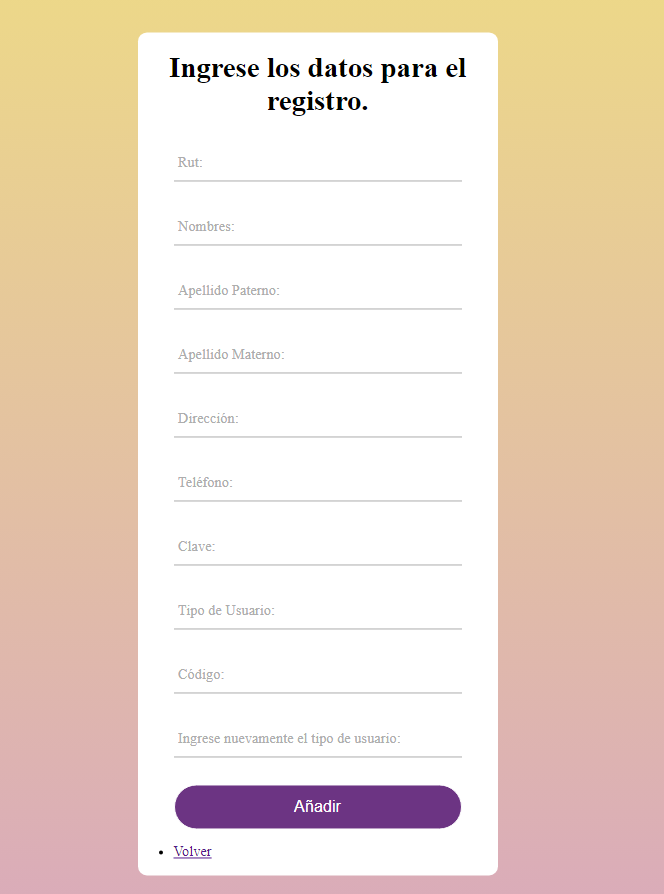 Ingrese los datos para el
registro.
Rut:
Nombres:
Apellido Paterno:
Apellido Materno:
Dirección:
Teléfono:
Clave:
Tipo de Usuario:
Código:
Ingrese nuevamente el tipo de usuario:
Añadir
Volver